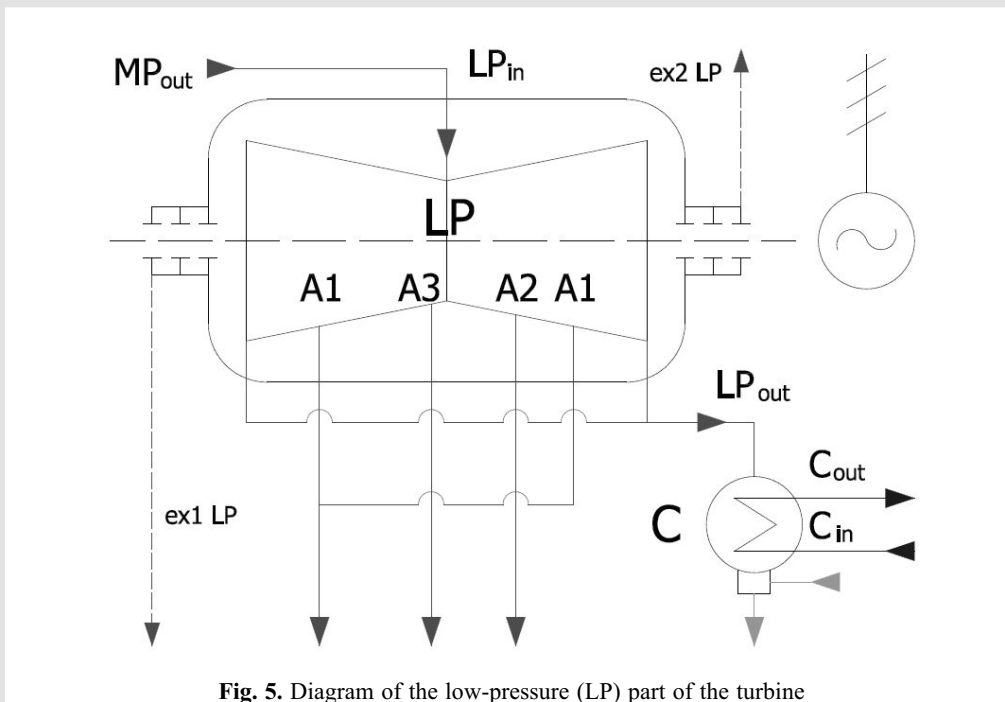 MPout
LPin
ex2 LP
LP
A1 A3 A2 A1
LPout
Cout
ex1 LP
C
Cin
Fig. 5. Diagram of the low-pressure (LP) part of the turbine